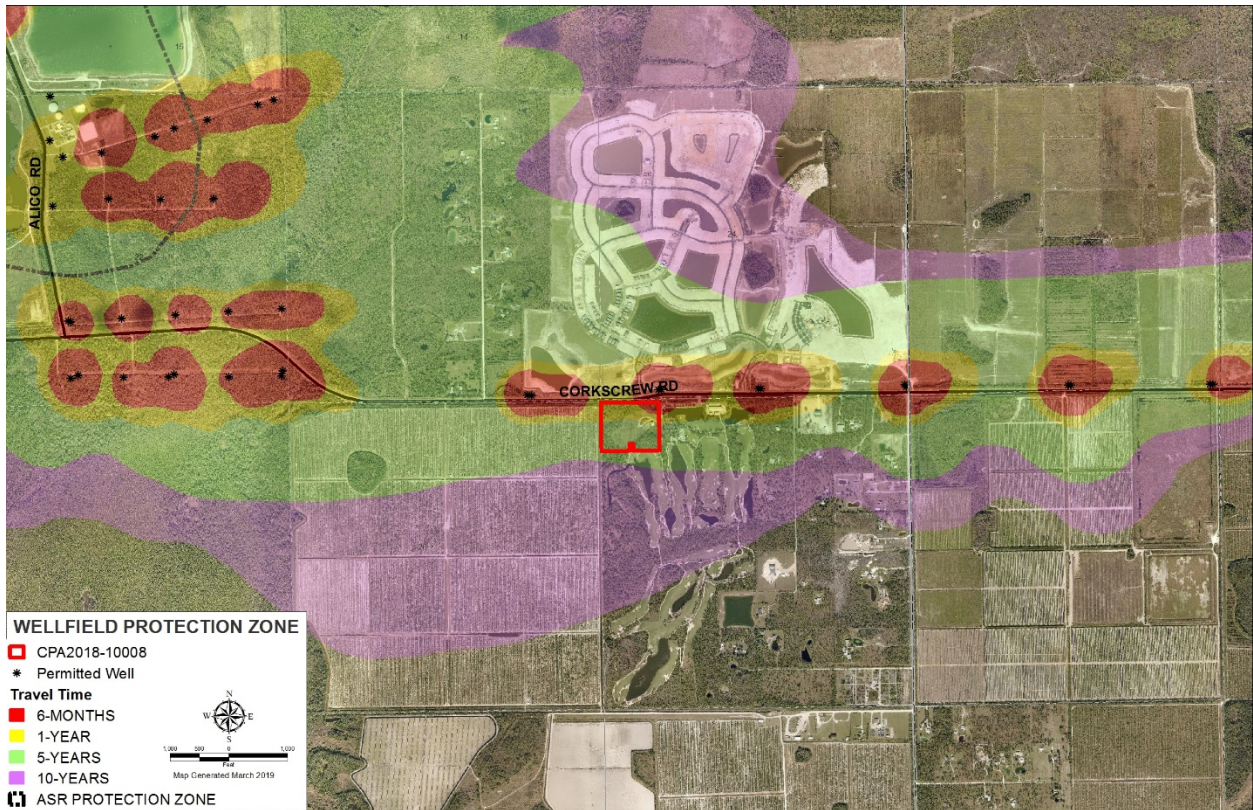 ALICO RD
CORKSCREW RD
WELLFIELD PROTECTION ZONE
CPA2018-10008
Permitted Well
Travel Time
6-MONTHS
1-YEAR
5-YEARS
10-YEARS
ASR PROTECTION ZONE
N
W E
S
1,000 500 0 1,000
Feet
Map Generated March 2019